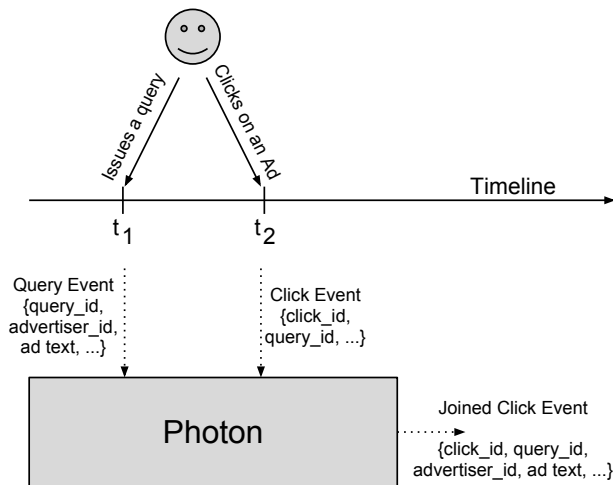 Issues a query
Clicks on an Ad
Timeline
t1
t2
Query Event
{query_id,
advertiser_id,
ad text, ...}
Click Event
{click_id,
query_id, ...}
Photon
Joined Click Event
{click_id, query_id,
advertiser_id, ad text, ...}